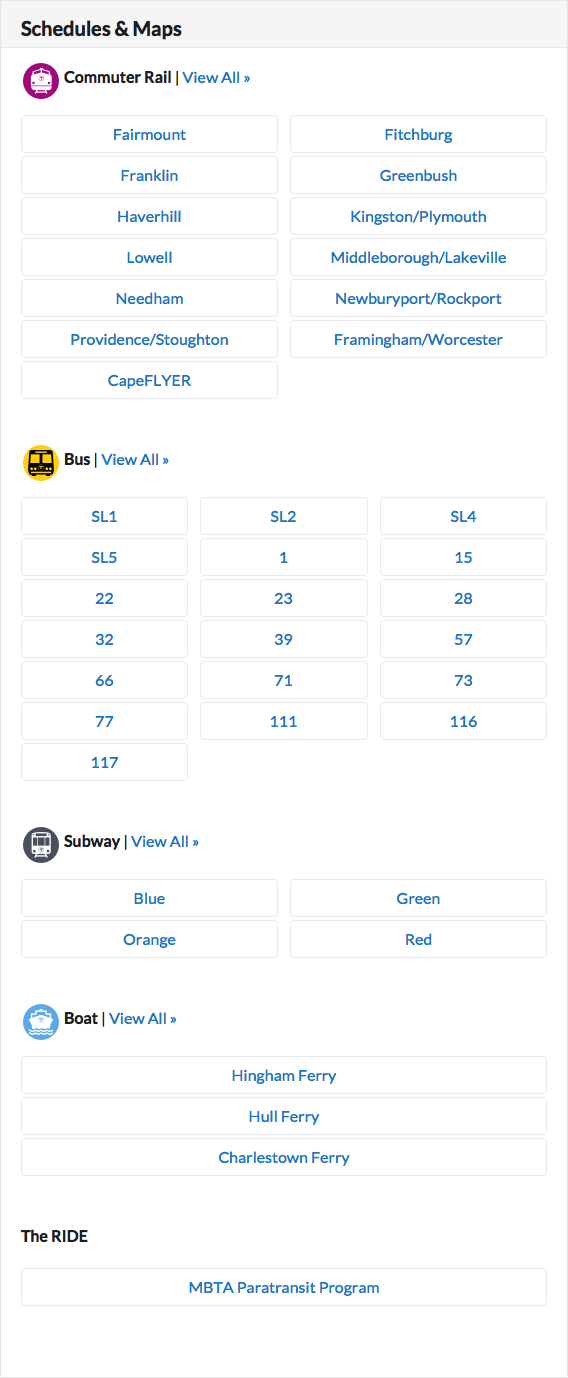 Schedules & Maps
Commuter Rail | View All »
Fairmount Fitchburg
Franklin Greenbush
Haverhill Kingston/Plymouth
Lowell Middleborough/Lakeville
Needham Newburyport/Rockport
Providence/Stoughton Framingham/Worcester
CapeFLYER
Bus | View All »
SL1 SL2 SL4
SL5 1 15
22 23 28
32 39 57
66 71 73
77 111 116
117
Subway | View All »
Blue Green
Orange Red
Boat | View All »
Hingham Ferry
Hull Ferry
Charlestown Ferry
The RIDE
MBTA Paratransit Program